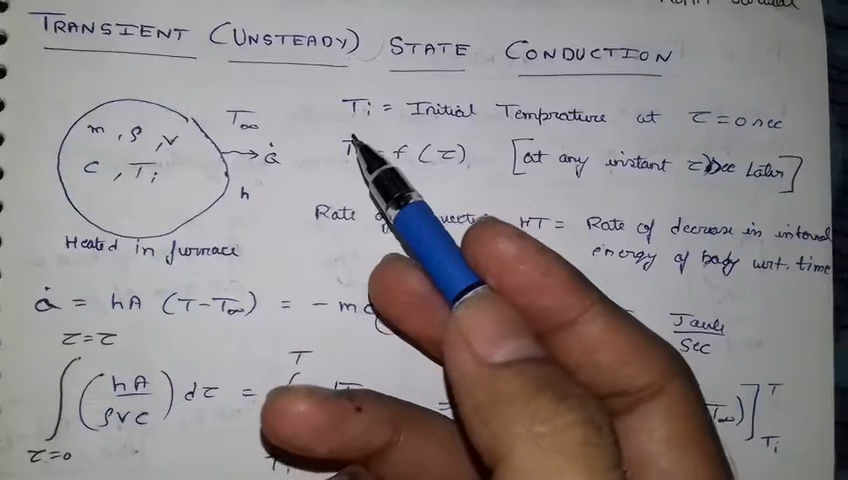 TRANSIENT (UNSTEADY) STATE CONDUCTION
m, ρ, V
C, Ti
T∞
Q̇
h
Heated in furnace
Ti = Initial Temprature at τ = 0 sec
f (τ) [at any instant τ sec Later]
Rate HT = Rate of decrease in internal
energy of body wrt. time
Q̇ = hA (T-T∞) = - m
Joule
Sec
τ=τ
∫ (hA/ρVC) dτ =
τ=0
T
Ti
=
T∞)]
T
Ti